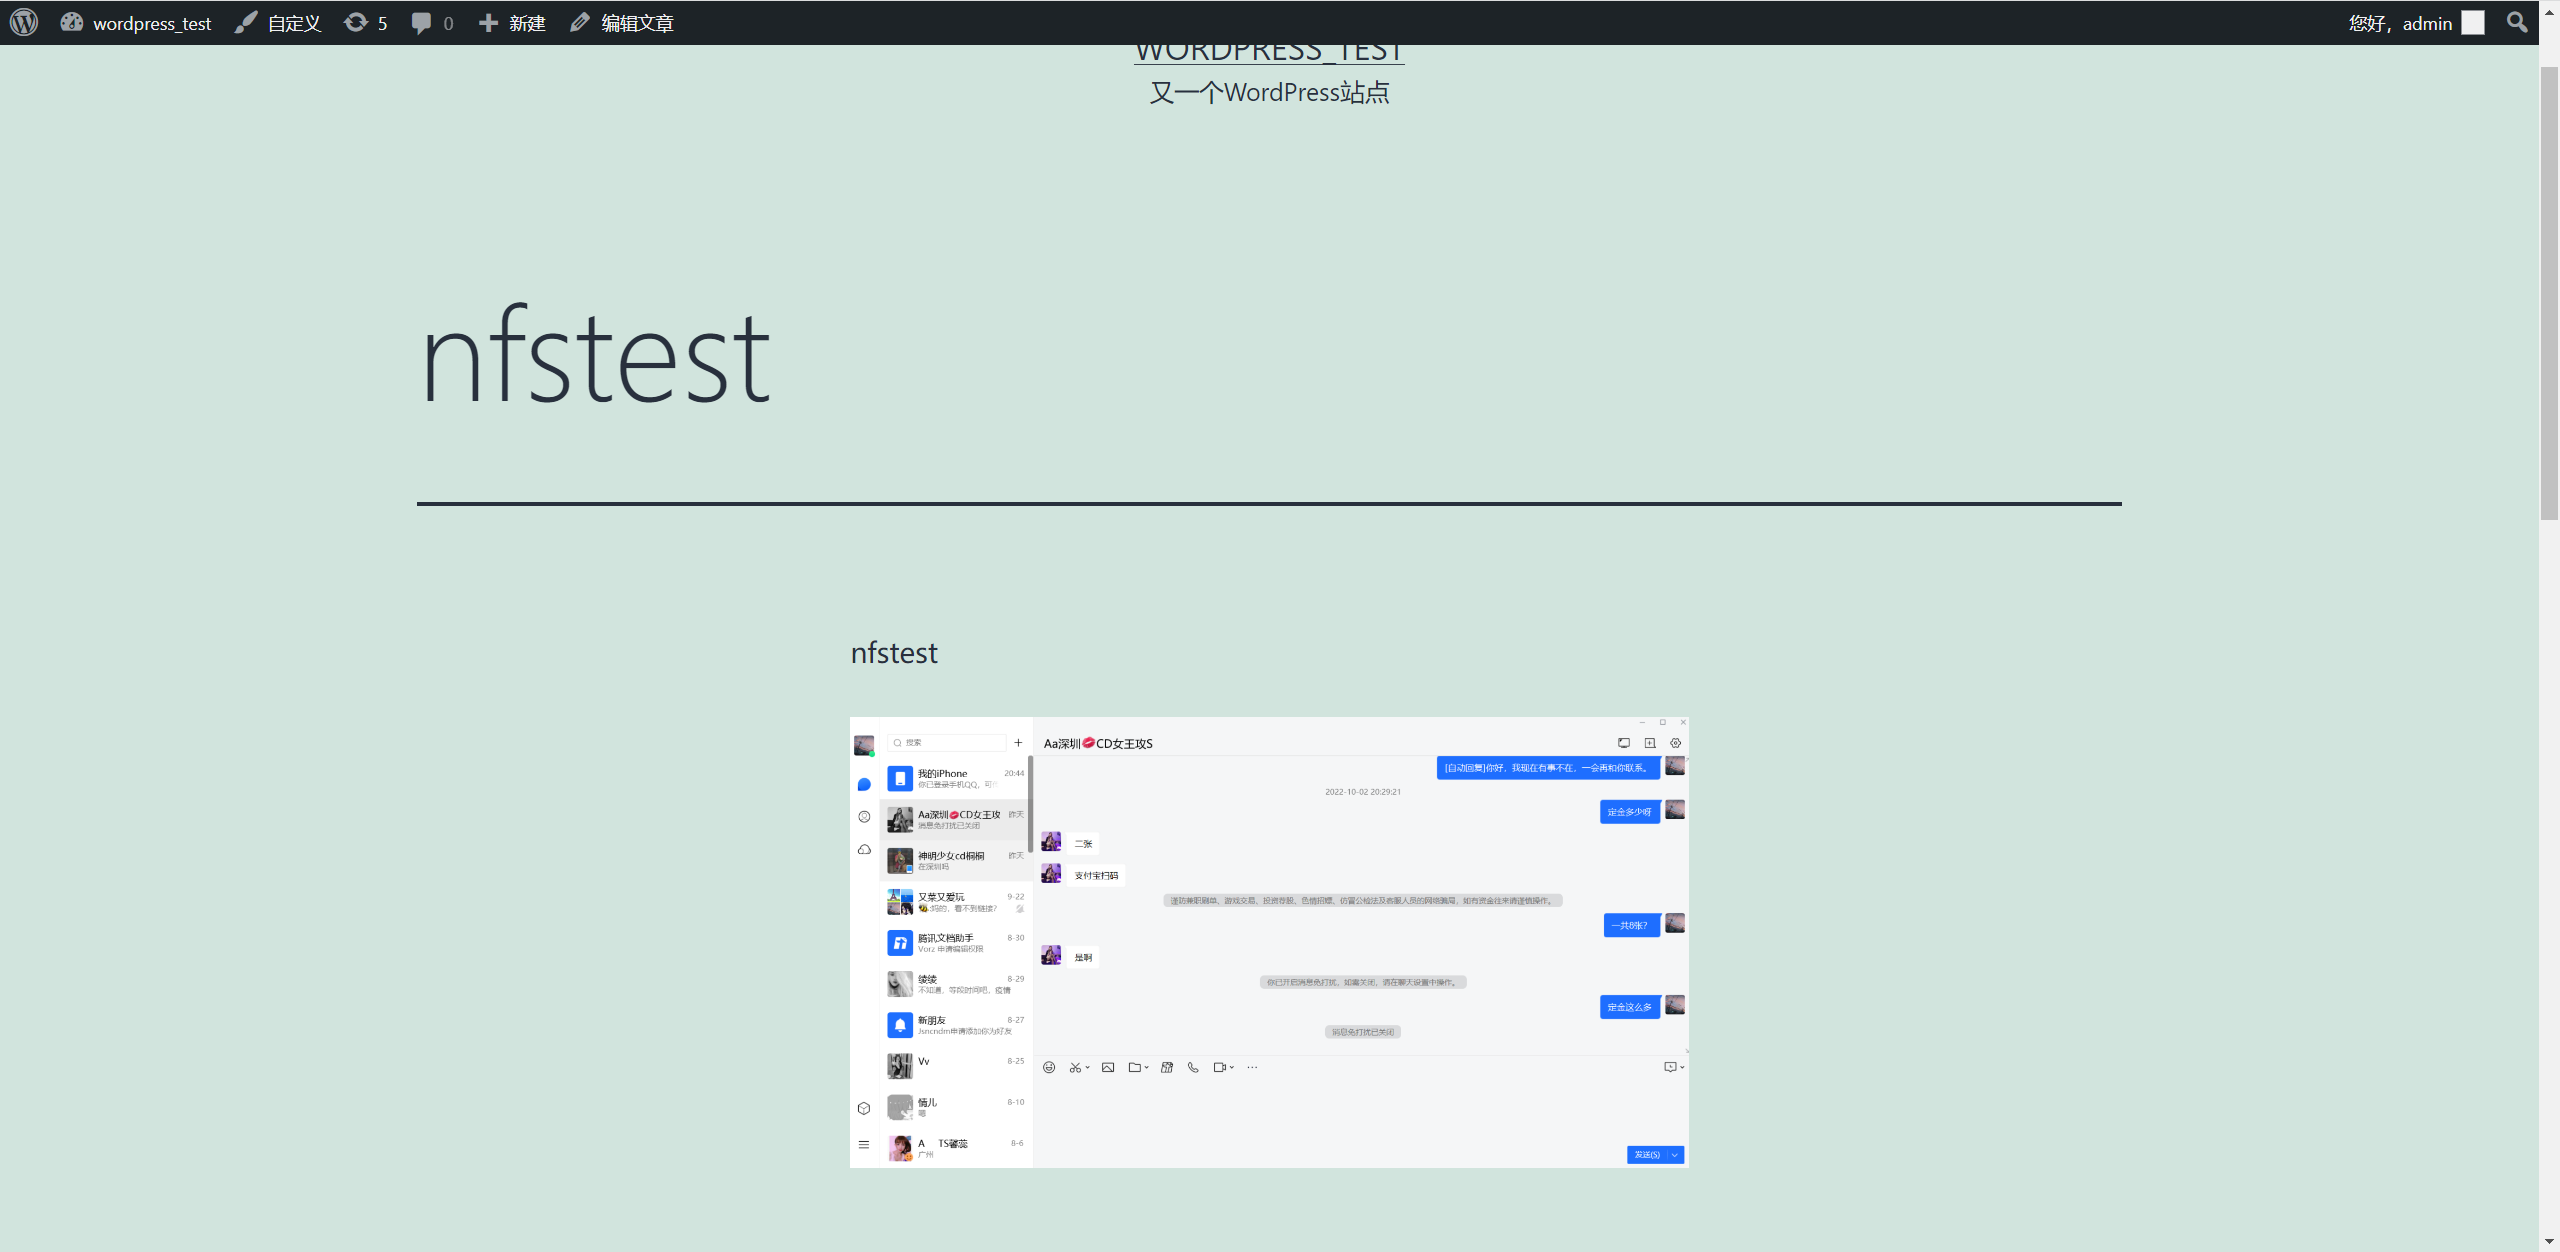 wordpress_test 自定义 5 0 新建 编辑文章 您好，admin
WORDPRESS_TEST
又一个WordPress站点
nfstest
nfstest
搜索
我的iPhone 20:44
你已登录手机QQ，可
Aa深圳💋CD女王攻 昨天
消息免打扰已关闭
神明少女cd桐桐 昨天
在深圳吗
又菜又爱玩 9-22
🐝:妈的，看不到链接?
腾讯文档助手 8-30
Vorz 申请编辑权限
绫绫 8-29
不知道，等段时间吧，疫情
新朋友 8-27
Jsncndm申请添加你为好友
Vv 8-25
情儿 8-10
嗯
A TS馨蕊 8-6
广州
Aa深圳💋CD女王攻S
[自动回复]你好，我现在有事不在，一会再和你联系。
2022-10-02 20:29:21
定金多少呀
二张
支付宝扫码
谨防兼职刷单、游戏交易、投资荐股、色情招嫖、仿冒公检法及客服人员的网络骗局，如有资金往来请谨慎操作。
一共8张?
是啊
你已开启消息免打扰，如需关闭，请在聊天设置中操作。
定金这么多
消息免打扰已关闭
发送(S)